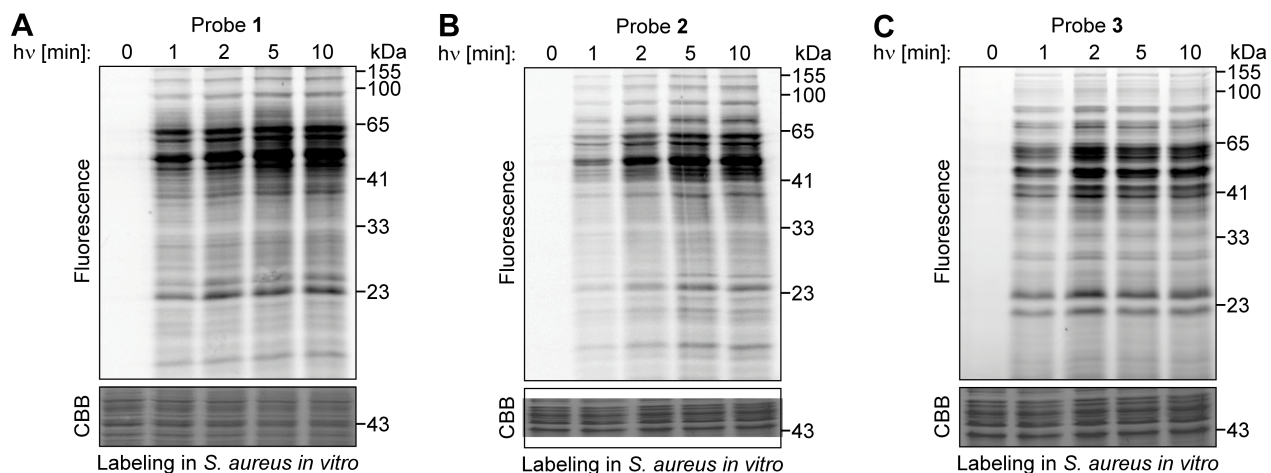 A
Probe 1
hν [min]: 0 1 2 5 10 kDa
155
100
65
41
33
23
Fluorescence
CBB
43
Labeling in S. aureus in vitro
B
Probe 2
hν [min]: 0 1 2 5 10 kDa
155
100
65
41
33
23
Fluorescence
CBB
43
Labeling in S. aureus in vitro
C
Probe 3
hν [min]: 0 1 2 5 10 kDa
155
100
65
41
33
23
Fluorescence
CBB
43
Labeling in S. aureus in vitro